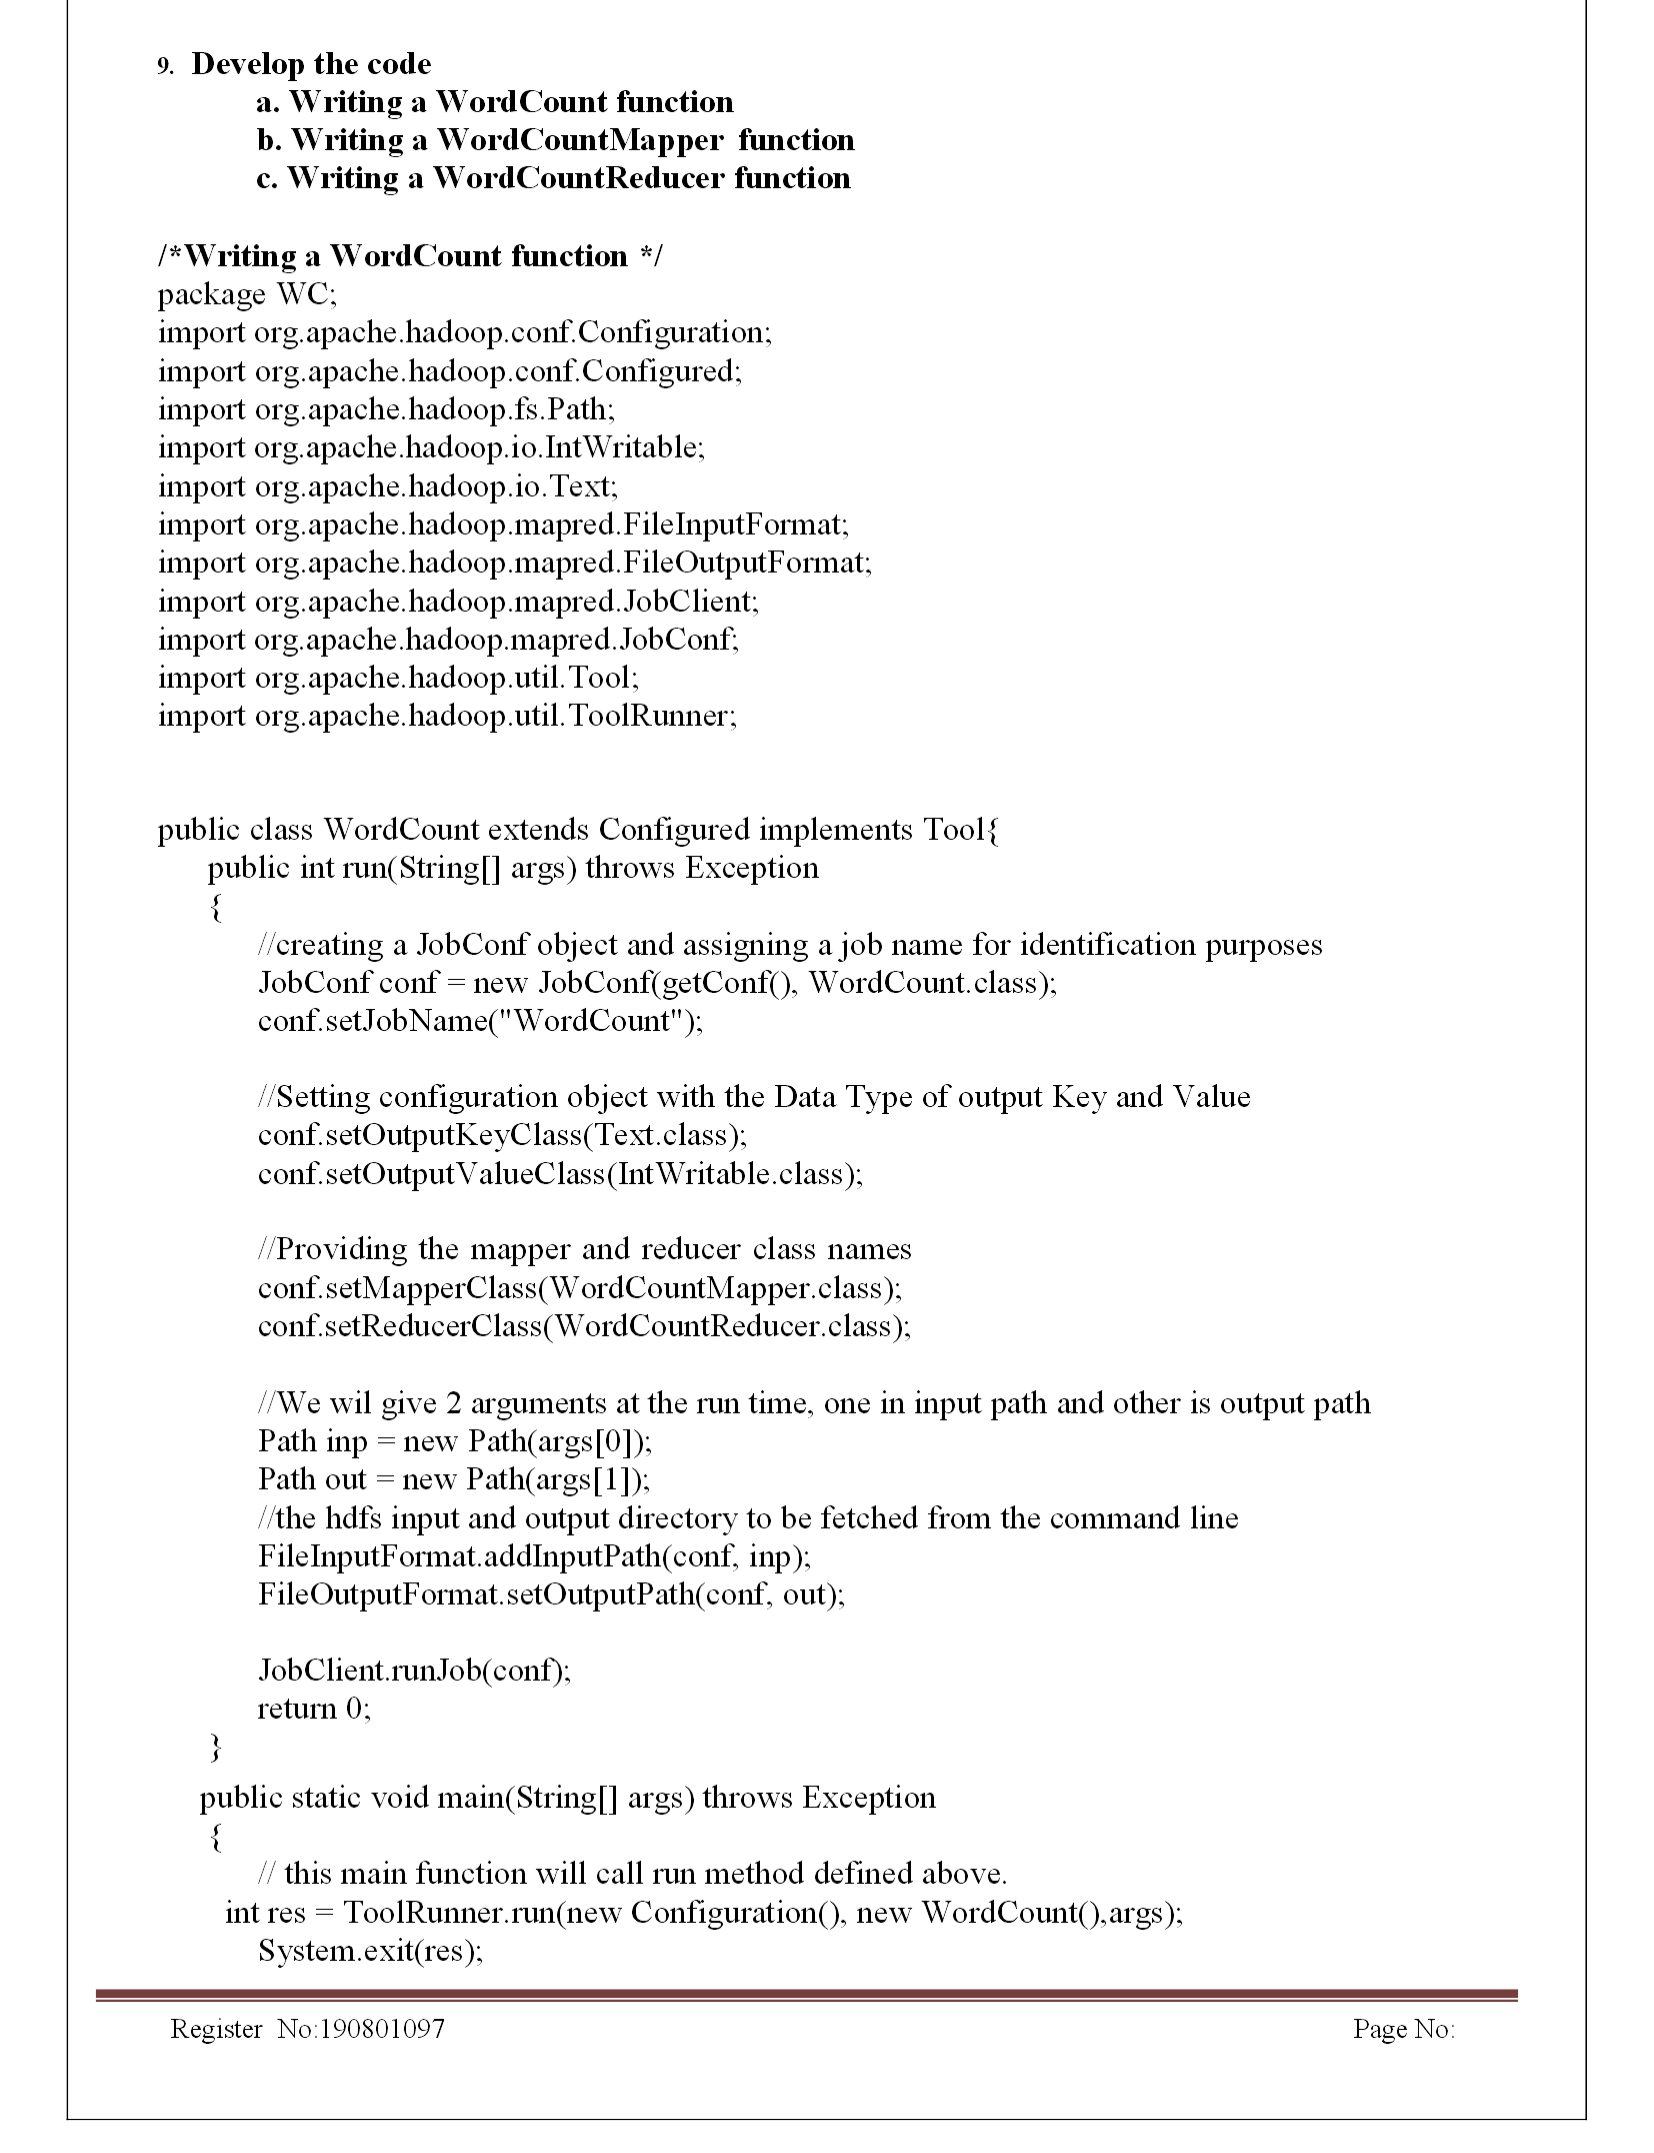 9. Develop the code
a. Writing a WordCount function
b. Writing a WordCountMapper function
c. Writing a WordCountReducer function
/*Writing a WordCount function */
package WC;
import org.apache.hadoop.conf.Configuration;
import org.apache.hadoop.conf.Configured;
import org.apache.hadoop.fs.Path;
import org.apache.hadoop.io.IntWritable;
import org.apache.hadoop.io.Text;
import org.apache.hadoop.mapred.FileInputFormat;
import org.apache.hadoop.mapred.FileOutputFormat;
import org.apache.hadoop.mapred.JobClient;
import org.apache.hadoop.mapred.JobConf;
import org.apache.hadoop.util.Tool;
import org.apache.hadoop.util.ToolRunner;
public class WordCount extends Configured implements Tool{
public int run(String[] args) throws Exception
{
//creating a JobConf object and assigning a job name for identification purposes
JobConf conf = new JobConf(getConf(), WordCount.class);
conf.setJobName("WordCount");
//Setting configuration object with the Data Type of output Key and Value
conf.setOutputKeyClass(Text.class);
conf.setOutputValueClass(IntWritable.class);
//Providing the mapper and reducer class names
conf.setMapperClass(WordCountMapper.class);
conf.setReducerClass(WordCountReducer.class);
//We wil give 2 arguments at the run time, one in input path and other is output path
Path inp = new Path(args[0]);
Path out = new Path(args[1]);
//the hdfs input and output directory to be fetched from the command line
FileInputFormat.addInputPath(conf, inp);
FileOutputFormat.setOutputPath(conf, out);
JobClient.runJob(conf);
return 0;
}
public static void main(String[] args) throws Exception
{
// this main function will call run method defined above.
int res = ToolRunner.run(new Configuration(), new WordCount(),args);
System.exit(res);
Register No:190801097 Page No: